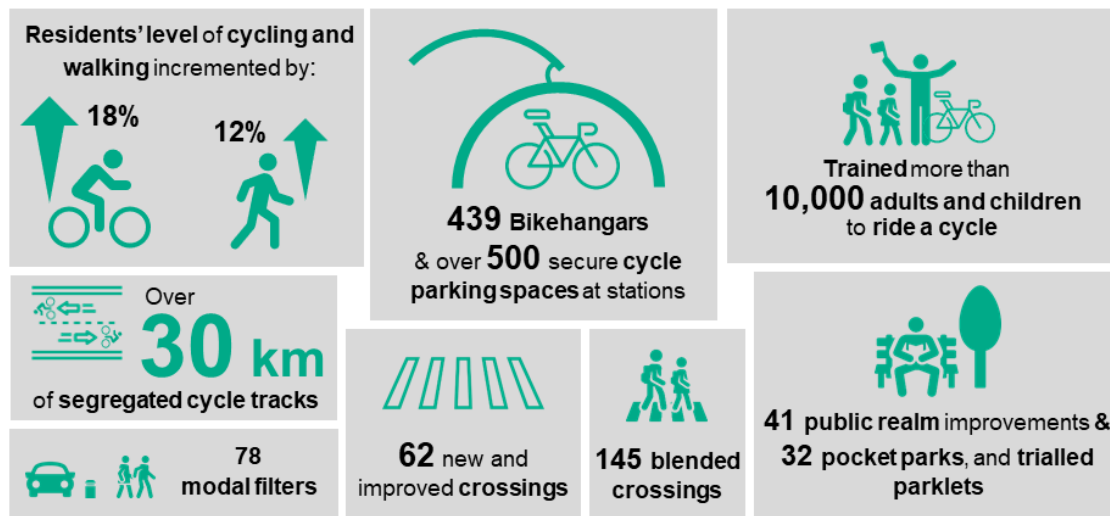 Residents' level of cycling and
walking incremented by:
18%
12%
439 Bikehangars
& over 500 secure cycle
parking spaces at stations
Trained more than
10,000 adults and children
to ride a cycle
Over
30 km
of segregated cycle tracks
78
modal filters
62 new and
improved crossings
145 blended
crossings
41 public realm improvements &
32 pocket parks, and trialled
parklets